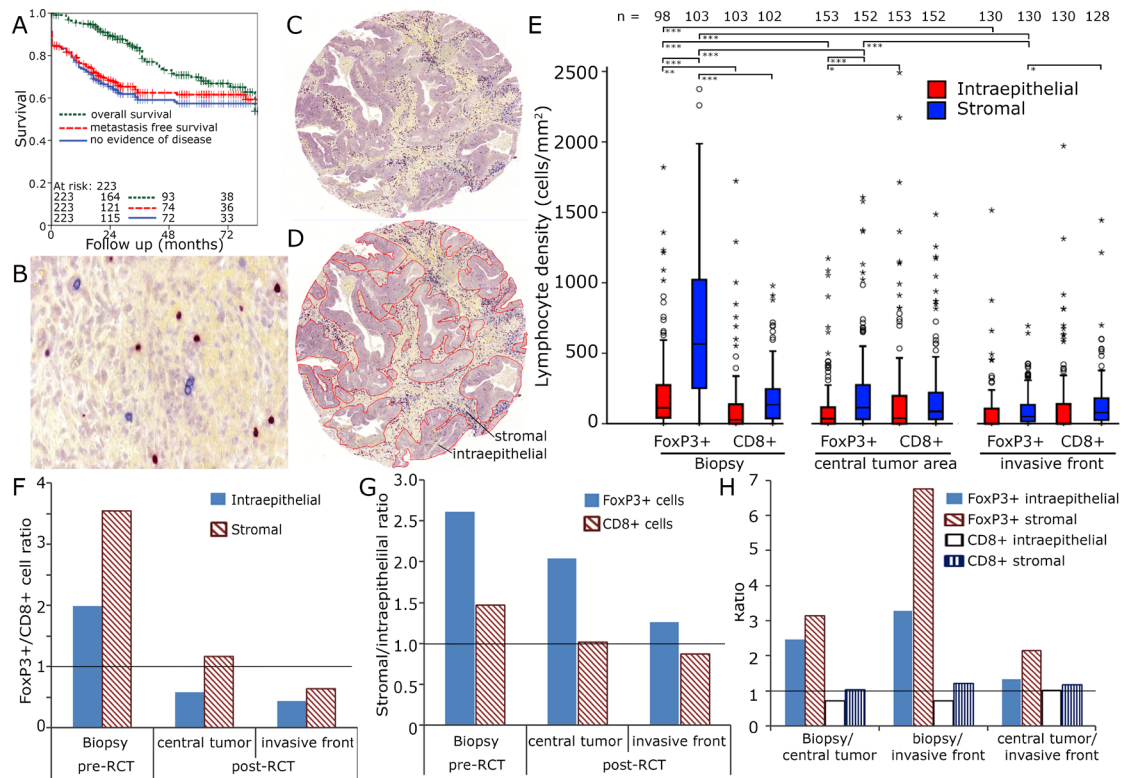 A
1.0
0.8
0.6
0.4
0.2
0.0
Survival
overall survival
metastasis free survival
no evidence of disease
At risk: 223
223 164 93 38
223 121 74 36
223 115 72 33
0 24 48 72
Follow up (months)
B
C
D
stromal
intraepithelial
E
n = 98 103 103 102 153 152 153 152 130 130 130 128
*** *** *** *** ** *** *** *** * *** *
Intraepithelial
Stromal
2500
2000
1500
1000
500
0
Lymphocyte density (cells/mm²)
FoxP3+ CD8+ FoxP3+ CD8+ FoxP3+ CD8+
Biopsy central tumor area invasive front
F
4
3
2
1
0
FoxP3+/CD8+ cell ratio
Intraepithelial
Stromal
Biopsy central tumor invasive front
pre-RCT post-RCT
G
3.0
2.5
2.0
1.5
1.0
0.5
0.0
Stromal/intraepithelilal ratio
FoxP3+ cells
CD8+ cells
Biopsy central tumor invasive front
pre-RCT post-RCT
H
7
6
5
4
3
2
1
0
Ratio
FoxP3+ intraepithelial
FoxP3+ stromal
CD8+ intraepithelial
CD8+ stromal
Biopsy/ biopsy/ central tumor/
central tumor invasive front invasive front